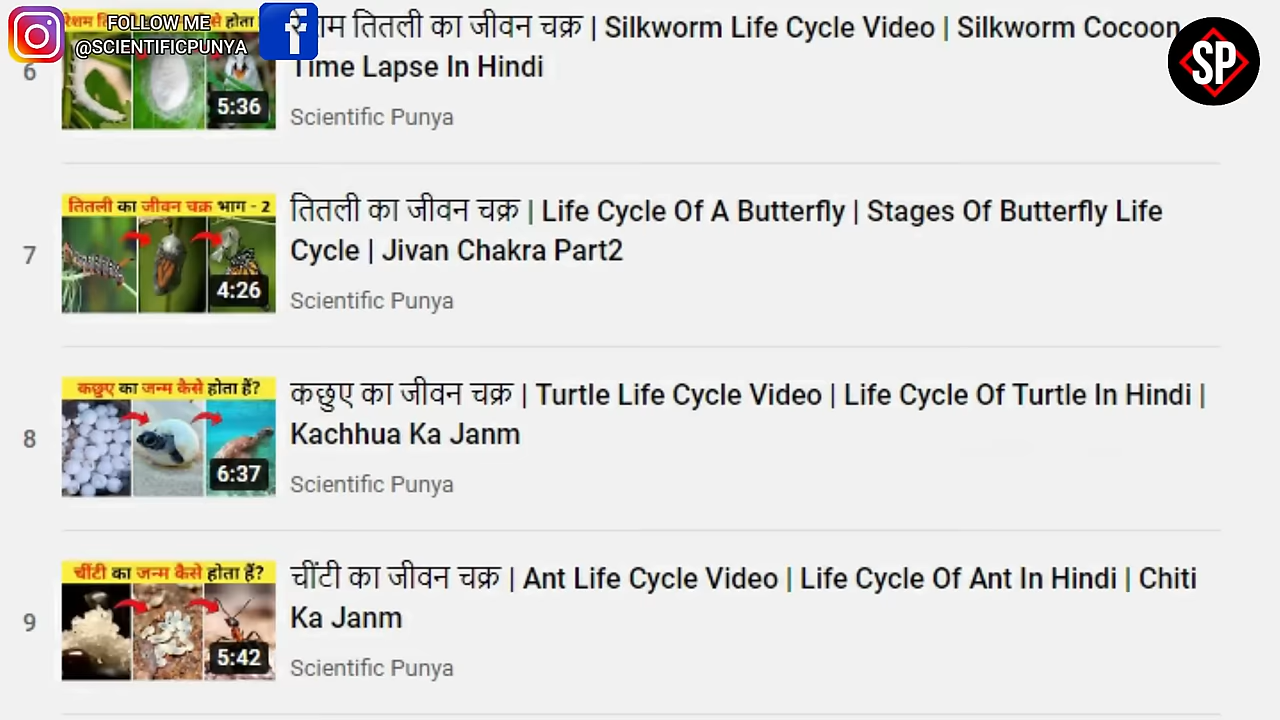 FOLLOW ME
@SCIENTIFICPUNYA
SP
6
होता
5:36
तितली का जीवन चक्र | Silkworm Life Cycle Video | Silkworm Cocoon
Time Lapse In Hindi
Scientific Punya
7
तितली का जीवन चक्र भाग - 2
4:26
तितली का जीवन चक्र | Life Cycle Of A Butterfly | Stages Of Butterfly Life
Cycle | Jivan Chakra Part2
Scientific Punya
8
कछुए का जन्म कैसे होता हैं?
6:37
कछुए का जीवन चक्र | Turtle Life Cycle Video | Life Cycle Of Turtle In Hindi |
Kachhua Ka Janm
Scientific Punya
9
चींटी का जन्म कैसे होता हैं?
5:42
चींटी का जीवन चक्र | Ant Life Cycle Video | Life Cycle Of Ant In Hindi | Chiti
Ka Janm
Scientific Punya